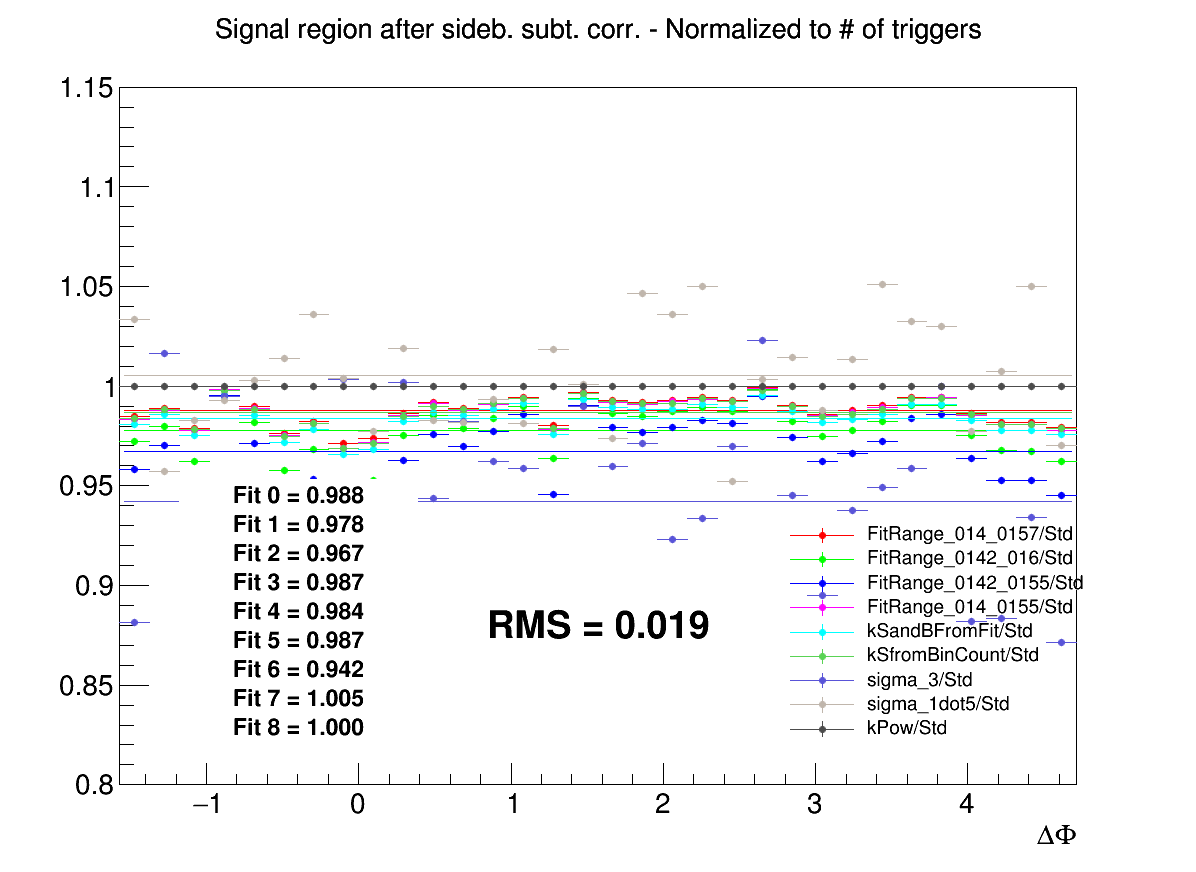 Signal region after sideb. subt. corr. - Normalized to # of triggers
1.15
1.1
1.05
1
0.95
0.9
0.85
0.8
Fit 0 = 0.988
Fit 1 = 0.978
Fit 2 = 0.967
Fit 3 = 0.987
Fit 4 = 0.984
Fit 5 = 0.987
Fit 6 = 0.942
Fit 7 = 1.005
Fit 8 = 1.000
RMS = 0.019
FitRange_014_0157/Std
FitRange_0142_016/Std
FitRange_0142_0155/Std
FitRange_014_0155/Std
kSandBFromFit/Std
kSfromBinCount/Std
sigma_3/Std
sigma_1dot5/Std
kPow/Std
−1 0 1 2 3 4
ΔΦ